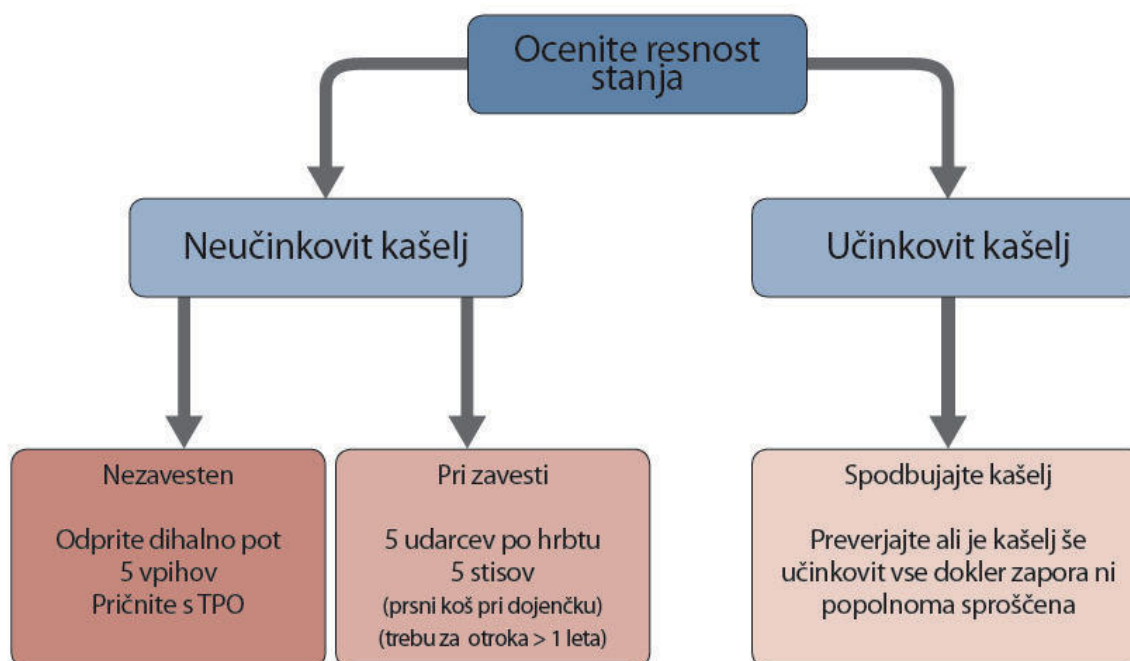 Ocenite resnost
stanja
Neučinkovit kašelj
Učinkovit kašelj
Nezavesten
Odprite dihalno pot
5 vpihov
Pričnite s TPO
Pri zavesti
5 udarcev po hrbtu
5 stisov
(prsni koš pri dojenčku)
(trebu za otroka > 1 leta)
Spodbujajte kašelj
Preverjajte ali je kašelj še
učinkovit vse dokler zapora ni
popolnoma sproščena